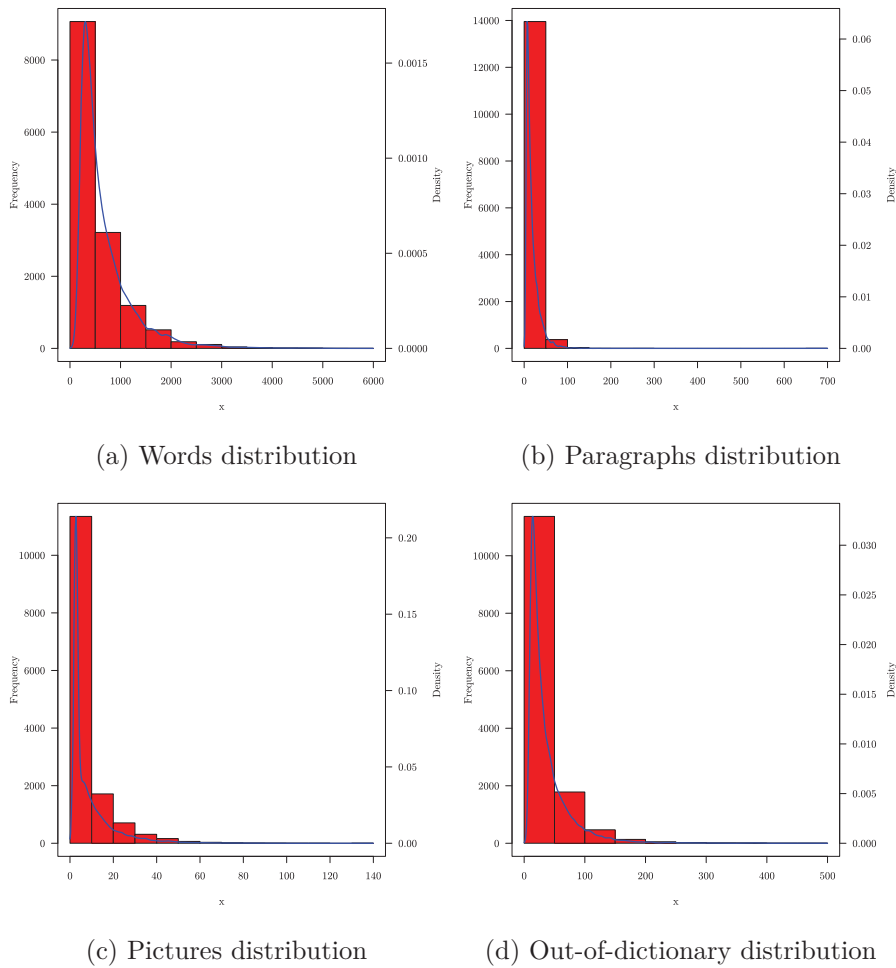 8000
6000
4000
2000
0
Frequency
0.0015
0.0010
0.0005
0.0000
Density
0 1000 2000 3000 4000 5000 6000
x
(a) Words distribution
14000
12000
10000
8000
6000
4000
2000
0
Frequency
0.06
0.05
0.04
0.03
0.02
0.01
0.00
Density
0 100 200 300 400 500 600 700
x
(b) Paragraphs distribution
10000
8000
6000
4000
2000
0
Frequency
0.20
0.15
0.10
0.05
0.00
Density
0 20 40 60 80 100 120 140
x
(c) Pictures distribution
10000
8000
6000
4000
2000
0
Frequency
0.030
0.025
0.020
0.015
0.010
0.005
0.000
Density
0 100 200 300 400 500
x
(d) Out-of-dictionary distribution